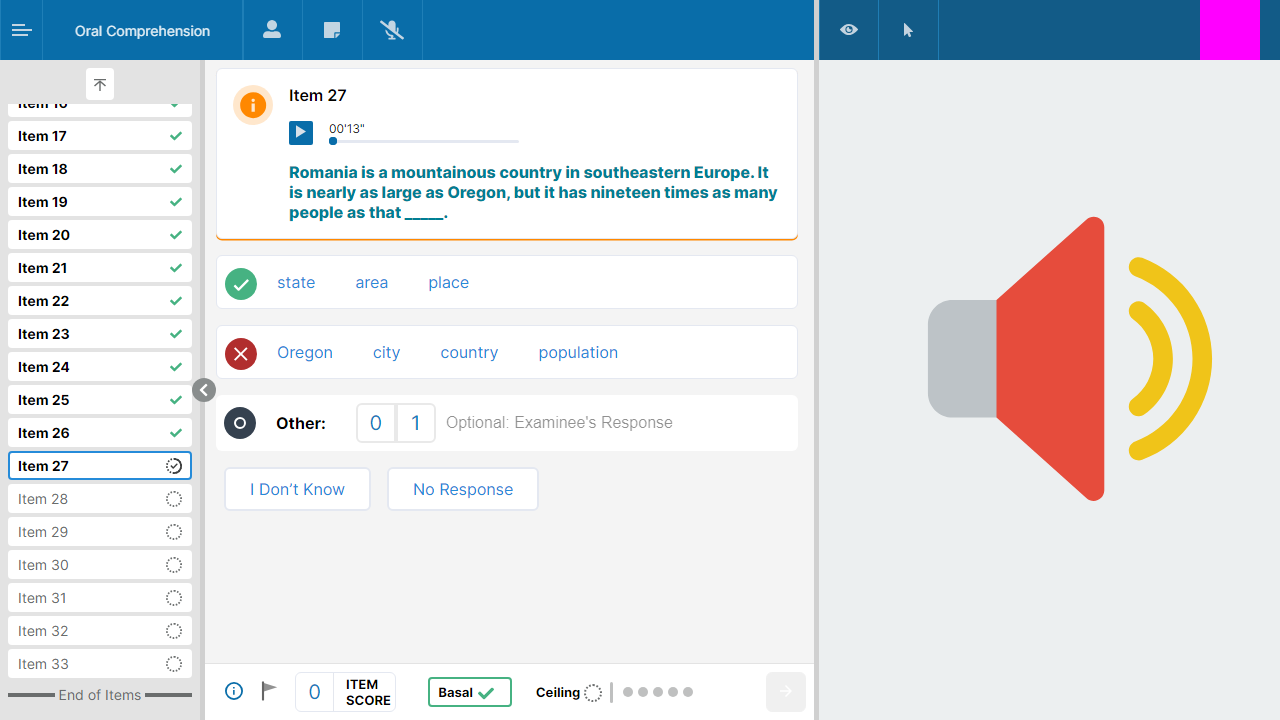 Oral Comprehension
Item 16
Item 17
Item 18
Item 19
Item 20
Item 21
Item 22
Item 23
Item 24
Item 25
Item 26
Item 27
Item 28
Item 29
Item 30
Item 31
Item 32
Item 33
End of Items
Item 27
00'13"
Romania is a mountainous country in southeastern Europe. It
is nearly as large as Oregon, but it has nineteen times as many
people as that _____.
state area place
Oregon city country population
Other: 0 1 Optional: Examinee's Response
I Don’t Know No Response
0 ITEM
SCORE
Basal
Ceiling